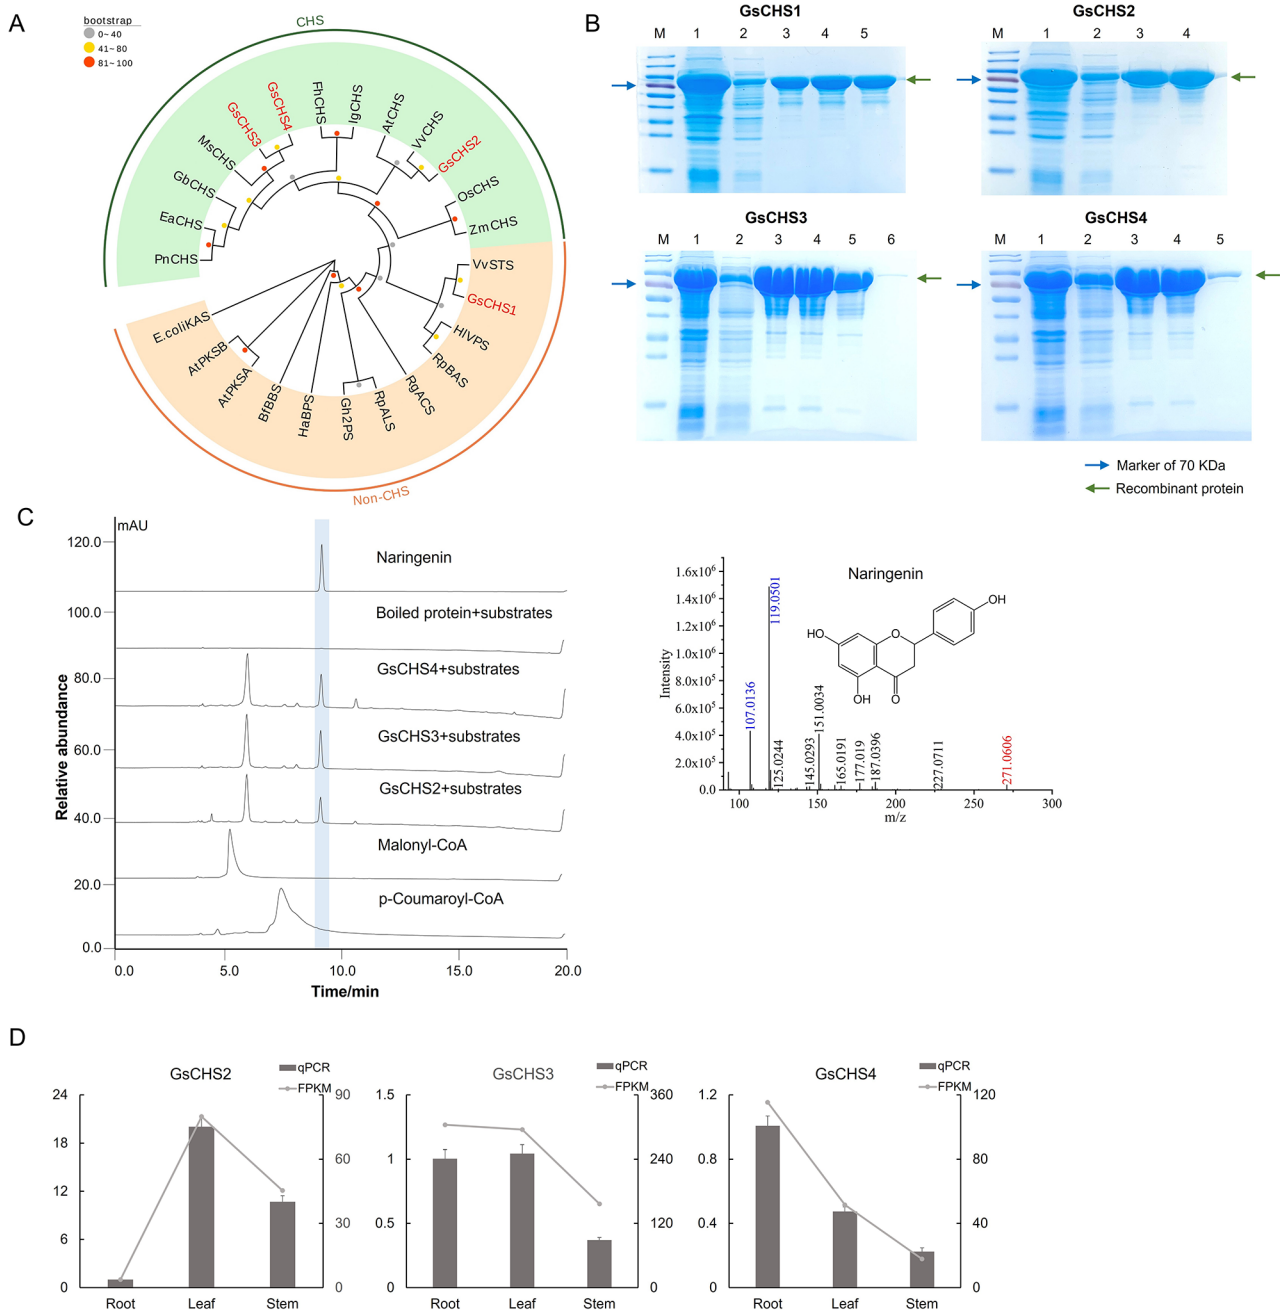 A
bootstrap
0~40
41~80
81~100
CHS
PnCHS
EaCHS
GbCHS
MsCHS
GsCHS3
GsCHS4
FhCHS
IgCHS
AtCHS
VvCHS
GsCHS2
OsCHS
ZmCHS
VvSTS
GsCHS1
HIVPS
RpBAS
RgACS
RpALS
Gh2PS
HaBPS
BfBBS
AtPKSA
AtPKSB
E.coliKAS
Non-CHS
B
GsCHS1
M 1 2 3 4 5
GsCHS2
M 1 2 3 4
GsCHS3
M 1 2 3 4 5 6
GsCHS4
M 1 2 3 4 5
Marker of 70 KDa
Recombinant protein
C
mAU
Relative abundance
120.0
100.0
80.0
60.0
40.0
20.0
0.0
Naringenin
Boiled protein+substrates
GsCHS4+substrates
GsCHS3+substrates
GsCHS2+substrates
Malonyl-CoA
p-Coumaroyl-CoA
0.0 5.0 10.0 15.0 20.0
Time/min
Naringenin
Intensity
1.6x10⁶
1.4x10⁶
1.2x10⁶
1.0x10⁶
8.0x10⁵
6.0x10⁵
4.0x10⁵
2.0x10⁵
0.0
107.0136
119.0501
125.0244
145.0293
151.0034
165.0191
177.019
187.0396
227.0711
271.0606
HO
O
OH
OH
O
100 150 200 250 300
m/z
D
GsCHS2
qPCR
FPKM
24
18
12
6
0
90
60
30
0
Root Leaf Stem
GsCHS3
qPCR
FPKM
1.5
1
0.5
0
360
240
120
0
Root Leaf Stem
GsCHS4
qPCR
FPKM
1.2
0.8
0.4
0
120
80
40
0
Root Leaf Stem